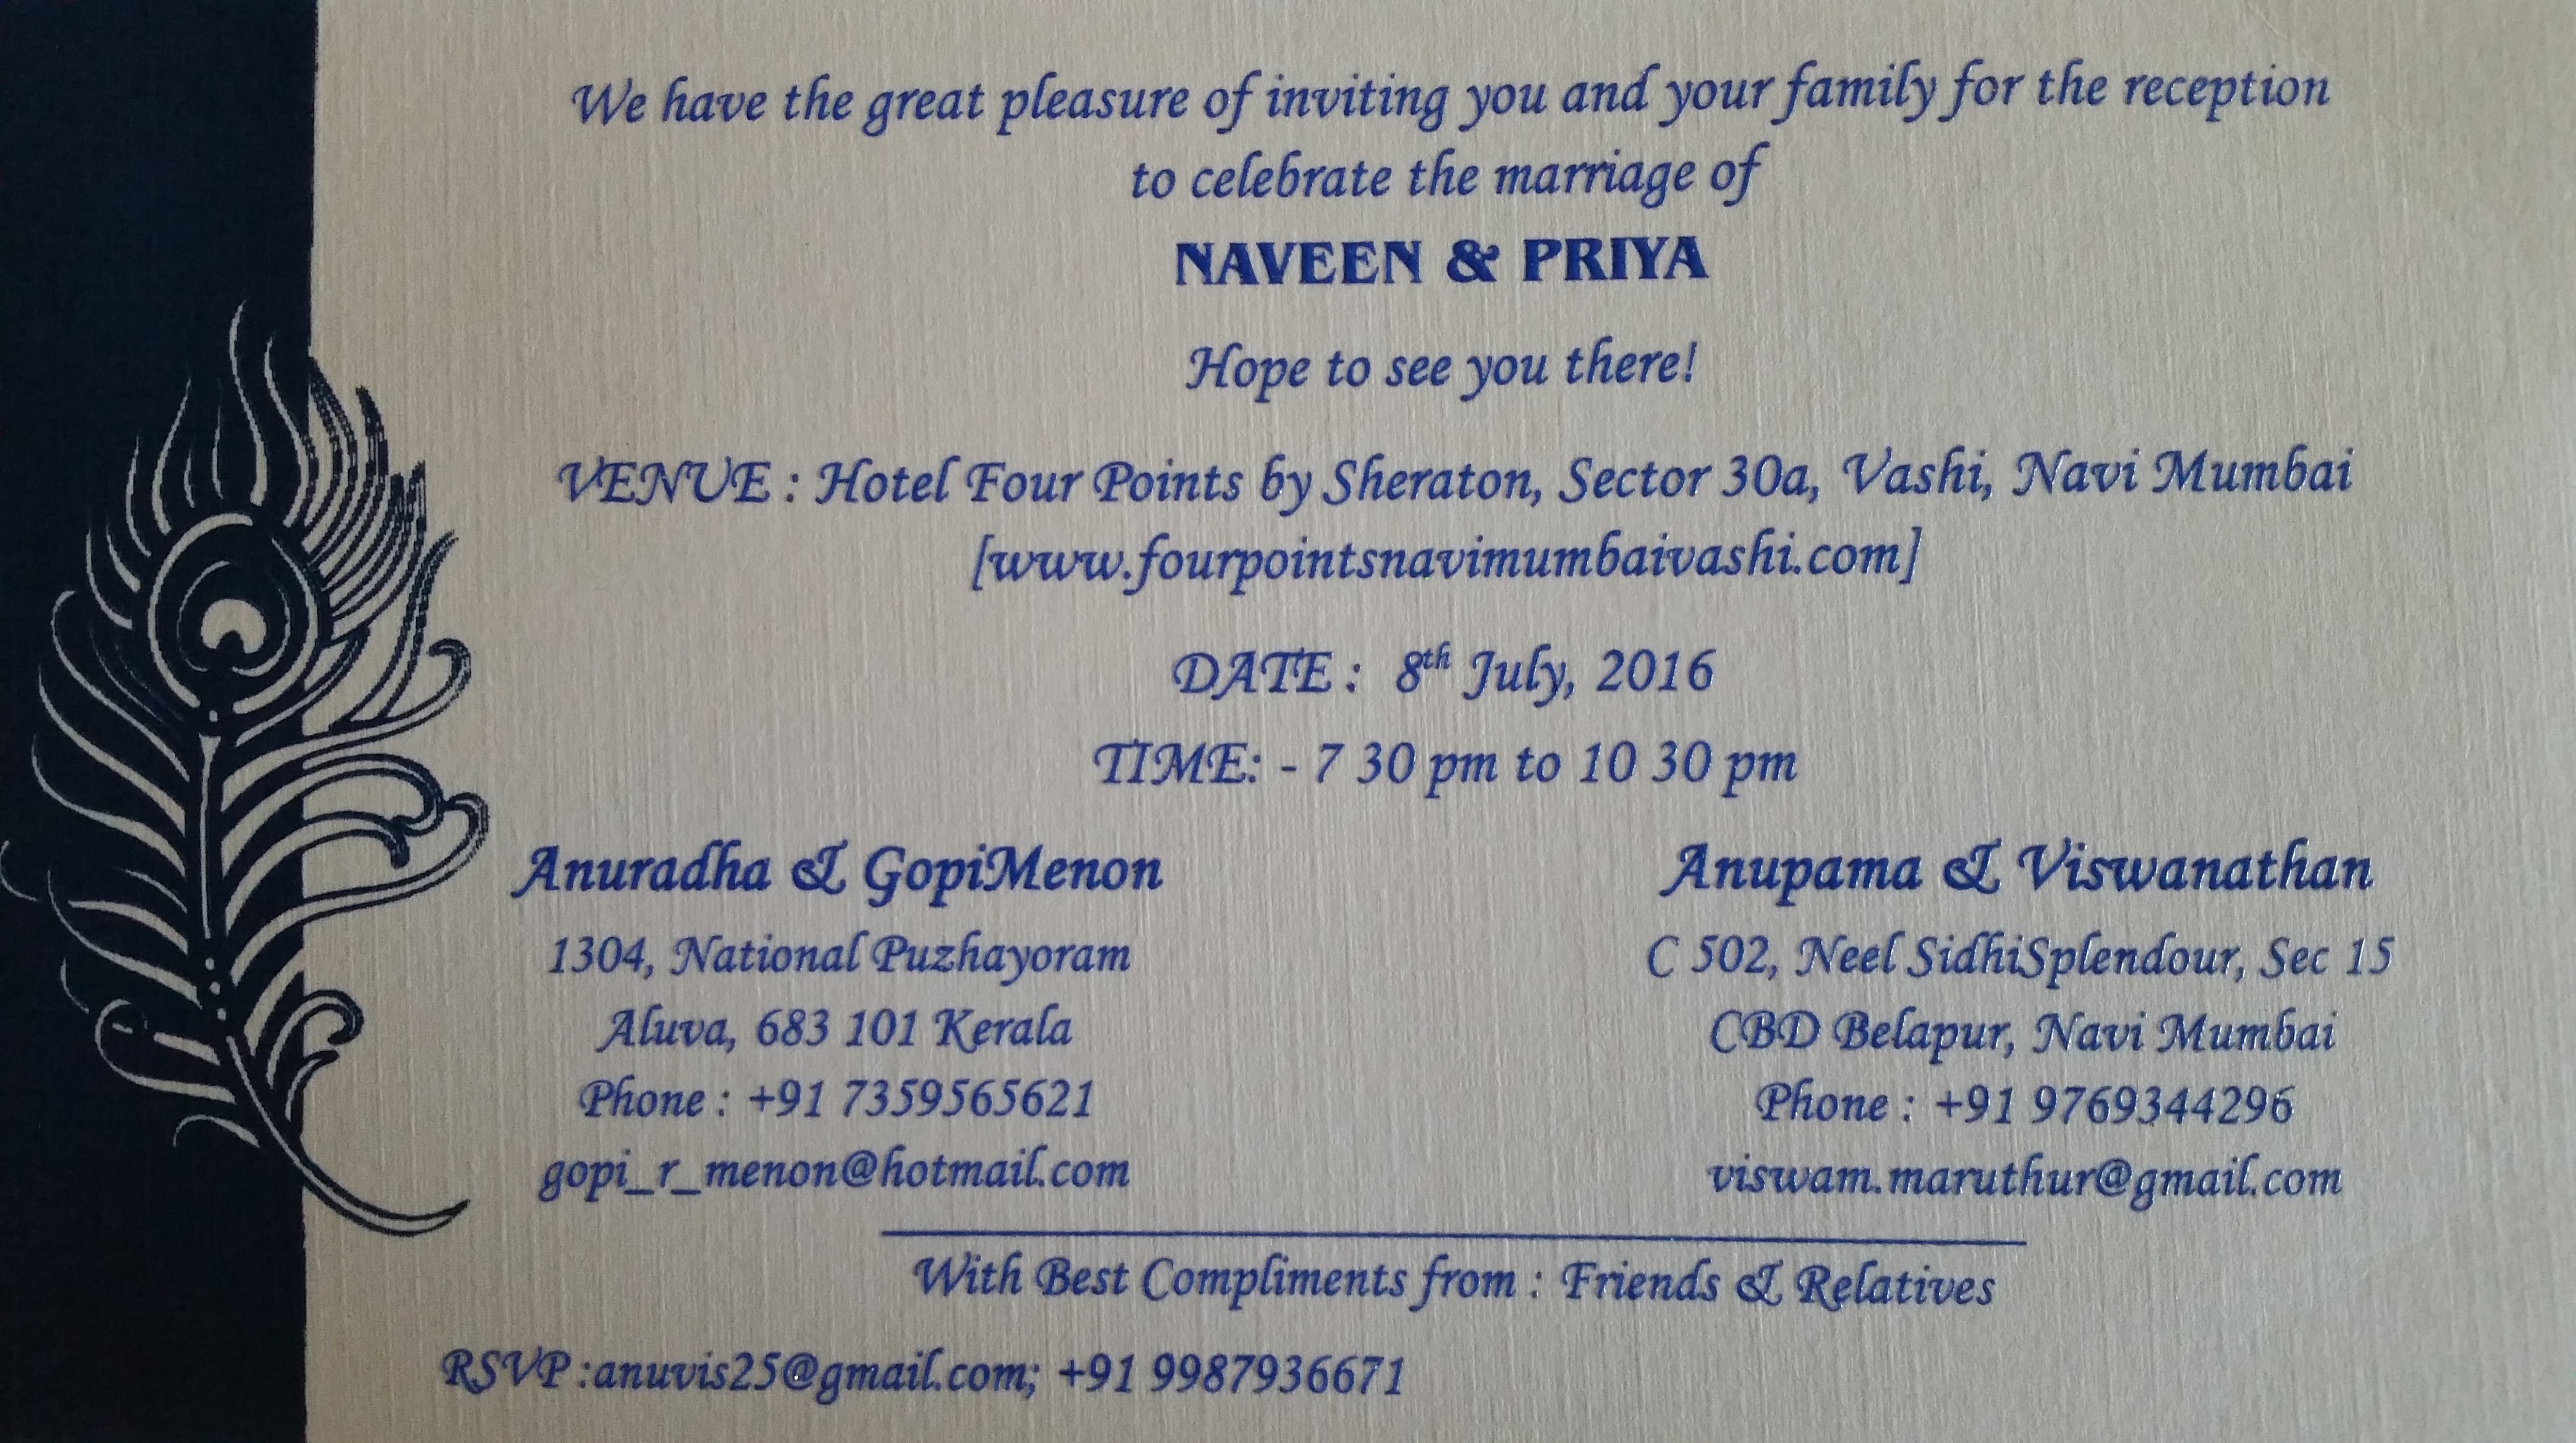 We have the great pleasure of inviting you and your family for the reception
to celebrate the marriage of
NAVEEN & PRIYA
Hope to see you there!
VENUE : Hotel Four Points by Sheraton, Sector 30a, Vashi, Navi Mumbai
[www.fourpointsnavimumbaivashi.com]
DATE : 8th July, 2016
TIME: - 7 30 pm to 10 30 pm
Anuradha & GopiMenon
1304, National Puzhayoram
Aluva, 683 101 Kerala
Phone : +91 7359565621
gopi_r_menon@hotmail.com
Anupama & Viswanathan
C 502, Neel SidhiSplendour, Sec 15
CBD Belapur, Navi Mumbai
Phone : +91 9769344296
viswam.maruthur@gmail.com
With Best Compliments from : Friends & Relatives
RSVP :anuvis25@gmail.com; +91 9987936671